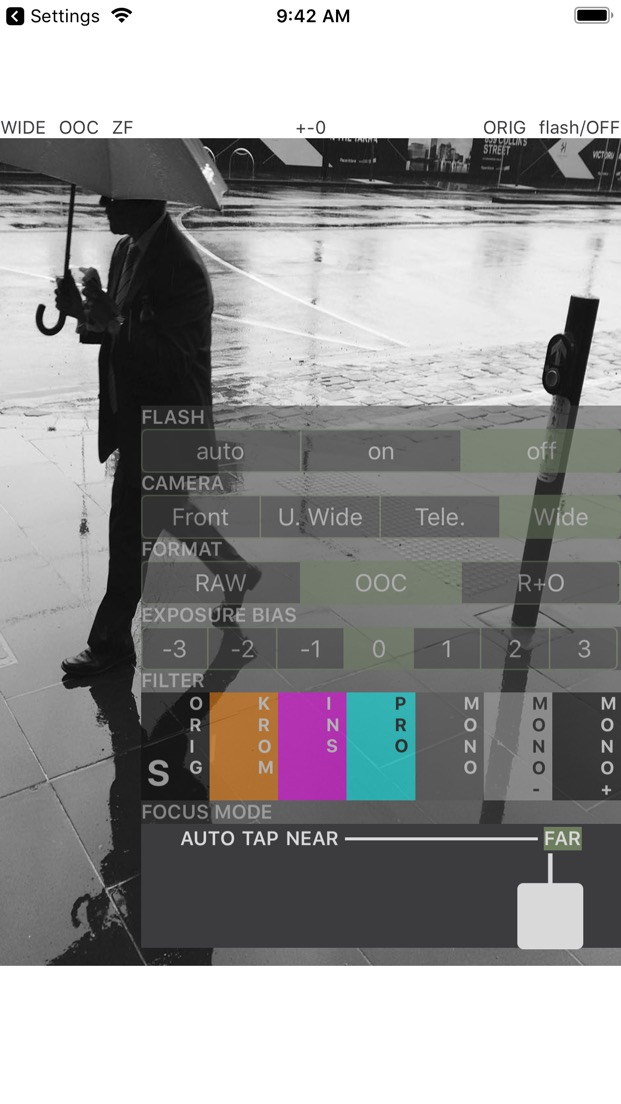 Settings 9:42 AM
WIDE OOC ZF +-0 ORIG flash/OFF
STREET
FLASH
auto on off
CAMERA
Front U. Wide Tele. Wide
FORMAT
RAW OOC R+O
EXPOSURE BIAS
-3 -2 -1 0 1 2 3
FILTER
S ORIG KROM INS PRO MONO MONO- MONO+
FOCUS MODE
AUTO TAP NEAR FAR